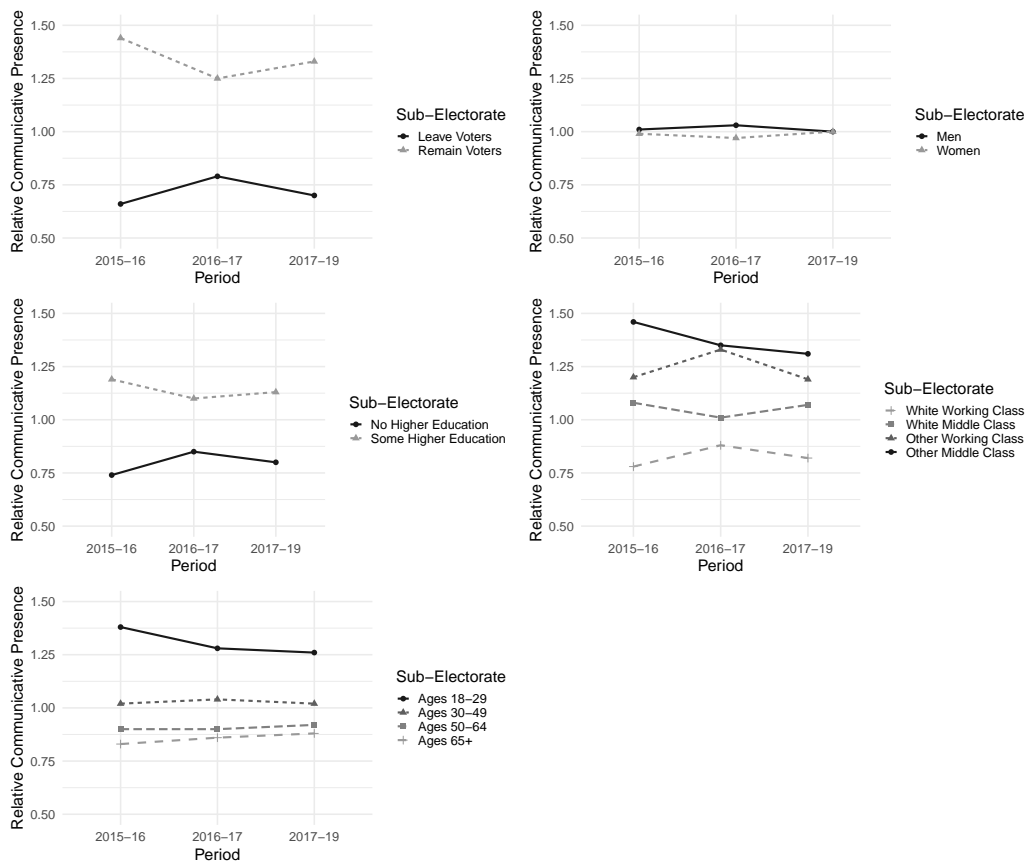 Relative Communicative Presence
1.50
1.25
1.00
0.75
0.50
2015−16
2016−17
2017−19
Period
Sub−Electorate
Leave Voters
Remain Voters
Relative Communicative Presence
1.50
1.25
1.00
0.75
0.50
2015−16
2016−17
2017−19
Period
Sub−Electorate
Men
Women
Relative Communicative Presence
1.50
1.25
1.00
0.75
0.50
2015−16
2016−17
2017−19
Period
Sub−Electorate
No Higher Education
Some Higher Education
Relative Communicative Presence
1.50
1.25
1.00
0.75
0.50
2015−16
2016−17
2017−19
Period
Sub−Electorate
White Working Class
White Middle Class
Other Working Class
Other Middle Class
Relative Communicative Presence
1.50
1.25
1.00
0.75
0.50
2015−16
2016−17
2017−19
Period
Sub−Electorate
Ages 18−29
Ages 30−49
Ages 50−64
Ages 65+